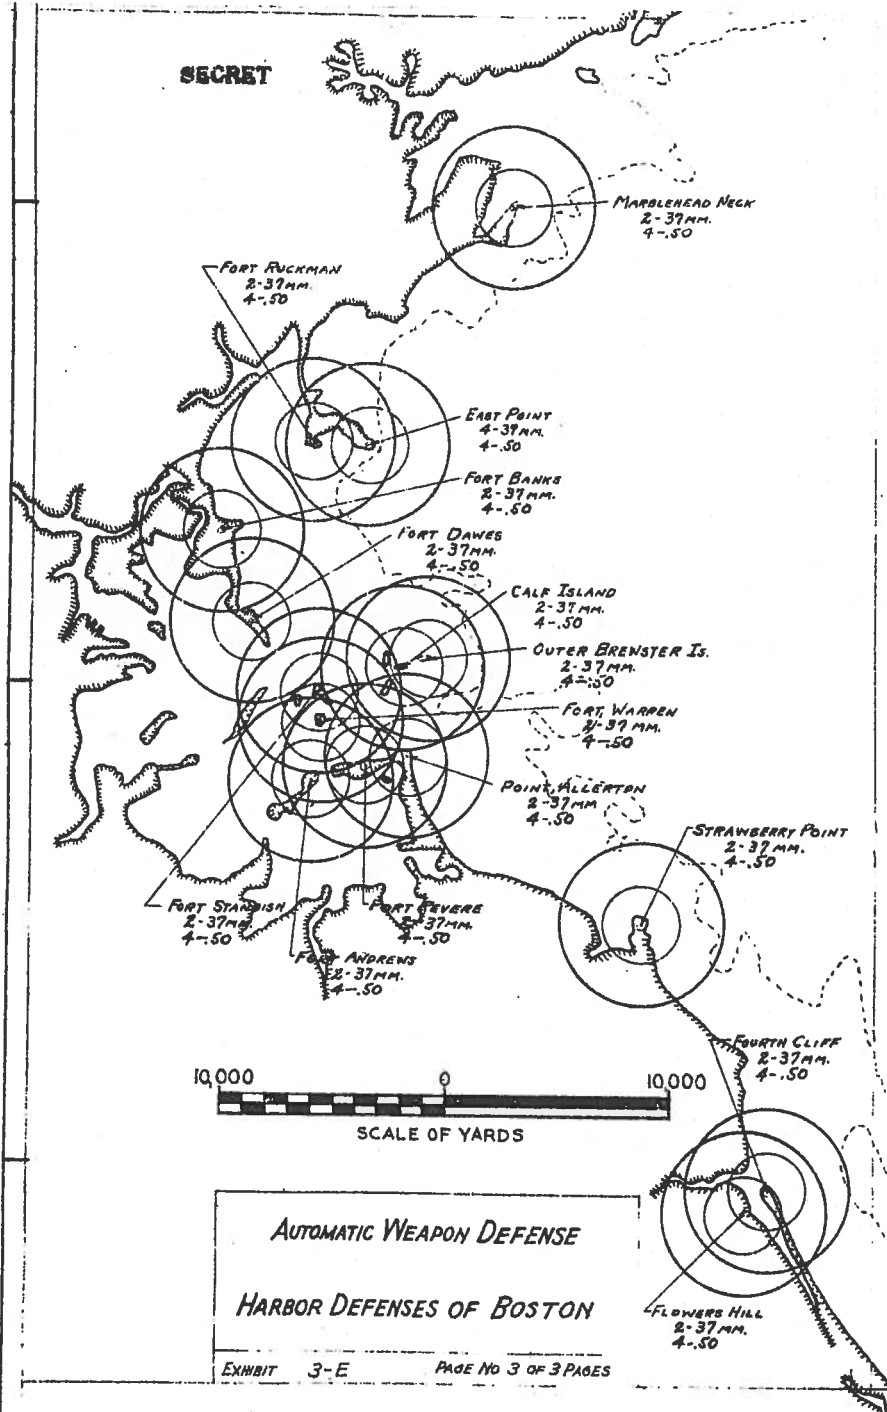 SECRET
MARBLEHEAD NECK
2-37MM.
4-.50
FORT RUCKMAN
2-37MM.
4-.50
EAST POINT
4-37MM.
4-.50
FORT BANKS
2-37MM.
4-.50
FORT DAWES
2-37MM.
4-.50
CALF ISLAND
2-37MM.
4-.50
OUTER BREWSTER IS.
2-37MM.
4-.50
FORT WARREN
2-37MM.
4-.50
POINT ALLERTON
2-37MM
4-.50
STRAWBERRY POINT
2-37MM.
4-.50
FORT STANDISH
2-37MM.
4-.50
FORT REVERE
2-37MM.
4-.50
FORT ANDREWS
2-37MM.
4-.50
FOURTH CLIFF
2-37MM.
4-.50
10,000 0 10,000
SCALE OF YARDS
FLOWERS HILL
2-37MM.
4-.50
AUTOMATIC WEAPON DEFENSE
HARBOR DEFENSES OF BOSTON
EXHIBIT 3-E PAGE NO 3 OF 3 PAGES